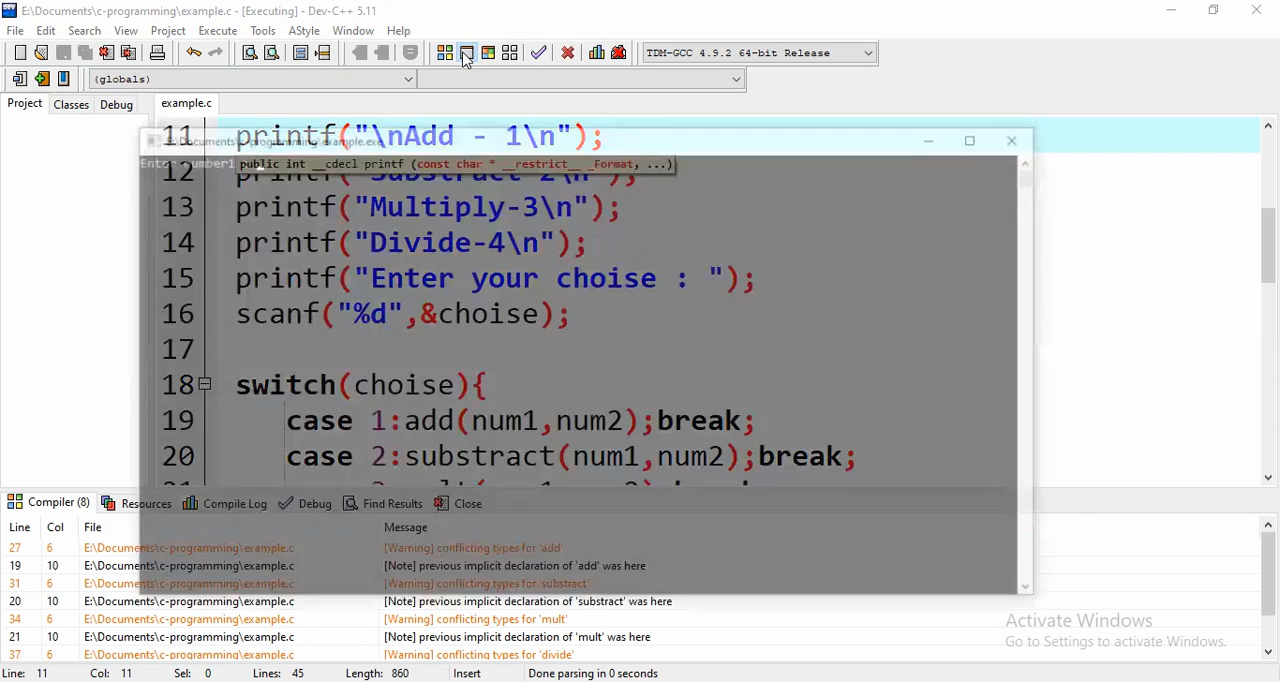 E:\Documents\c-programming\example.c - [Executing] - Dev-C++ 5.11
File Edit Search View Project Execute Tools AStyle Window Help
TDM-GCC 4.9.2 64-bit Release
(globals)
Project Classes Debug example.c
11 printf("\nAdd - 1\n");
E:\Documents\c-programming\example.exe
Enter number1 public int __cdecl printf (const char * __restrict__ _Format, ...)
12 printf("Substract-2\n");
13 printf("Multiply-3\n");
14 printf("Divide-4\n");
15 printf("Enter your choise : ");
16 scanf("%d",&choise);
17
18 switch(choise){
19 case 1:add(num1,num2);break;
20 case 2:substract(num1,num2);break;
Compiler (8) Resources Compile Log Debug Find Results Close
Line Col File Message
27 6 E:\Documents\c-programming\example.c [Warning] conflicting types for 'add'
19 10 E:\Documents\c-programming\example.c [Note] previous implicit declaration of 'add' was here
31 6 E:\Documents\c-programming\example.c [Warning] conflicting types for 'substract'
20 10 E:\Documents\c-programming\example.c [Note] previous implicit declaration of 'substract' was here
34 6 E:\Documents\c-programming\example.c [Warning] conflicting types for 'mult'
21 10 E:\Documents\c-programming\example.c [Note] previous implicit declaration of 'mult' was here
37 6 E:\Documents\c-programming\example.c [Warning] conflicting types for 'divide'
Activate Windows
Go to Settings to activate Windows.
Line: 11 Col: 11 Sel: 0 Lines: 45 Length: 860 Insert Done parsing in 0 seconds